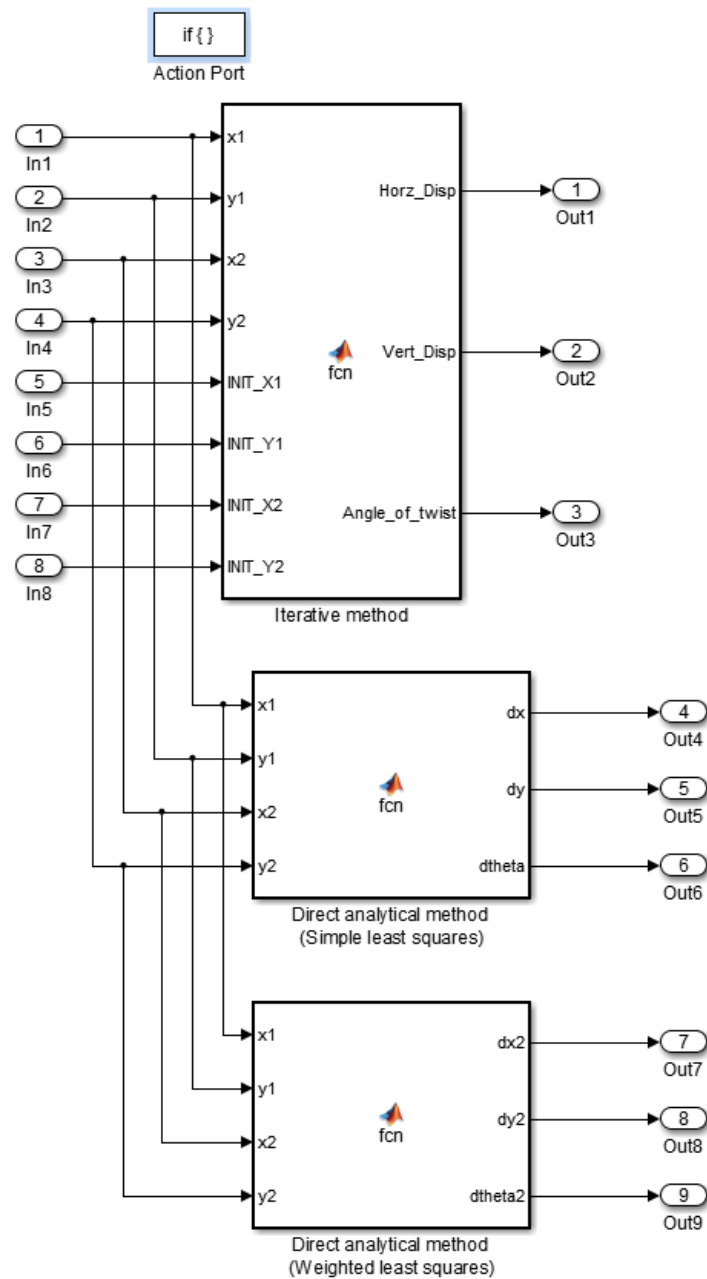 if { }
Action Port
1
In1
2
In2
3
In3
4
In4
5
In5
6
In6
7
In7
8
In8
x1
y1
x2
y2
INIT_X1
INIT_Y1
INIT_X2
INIT_Y2
fcn
Horz_Disp
Vert_Disp
Angle_of_twist
Iterative method
1
Out1
2
Out2
3
Out3
x1
y1
x2
y2
fcn
dx
dy
dtheta
Direct analytical method
(Simple least squares)
4
Out4
5
Out5
6
Out6
x1
y1
x2
y2
fcn
dx2
dy2
dtheta2
Direct analytical method
(Weighted least squares)
7
Out7
8
Out8
9
Out9